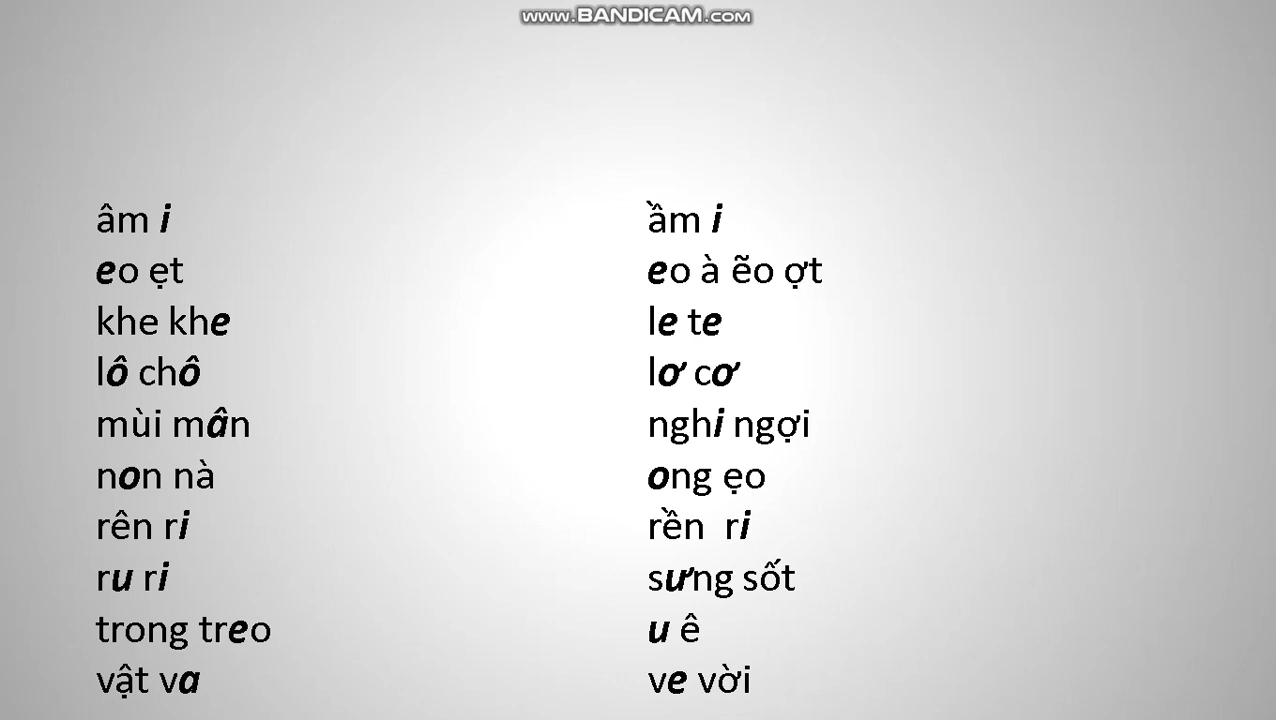 www.BANDICAM.com
âm i
eo ẹt
khe khe
lô chô
mùi mân
non nà
rên ri
ru ri
trong treo
vật va
ầm i
eo à ẽo ợt
le te
lơ cơ
nghi ngợi
ong ẹo
rền ri
sưng sốt
u ê
ve vời